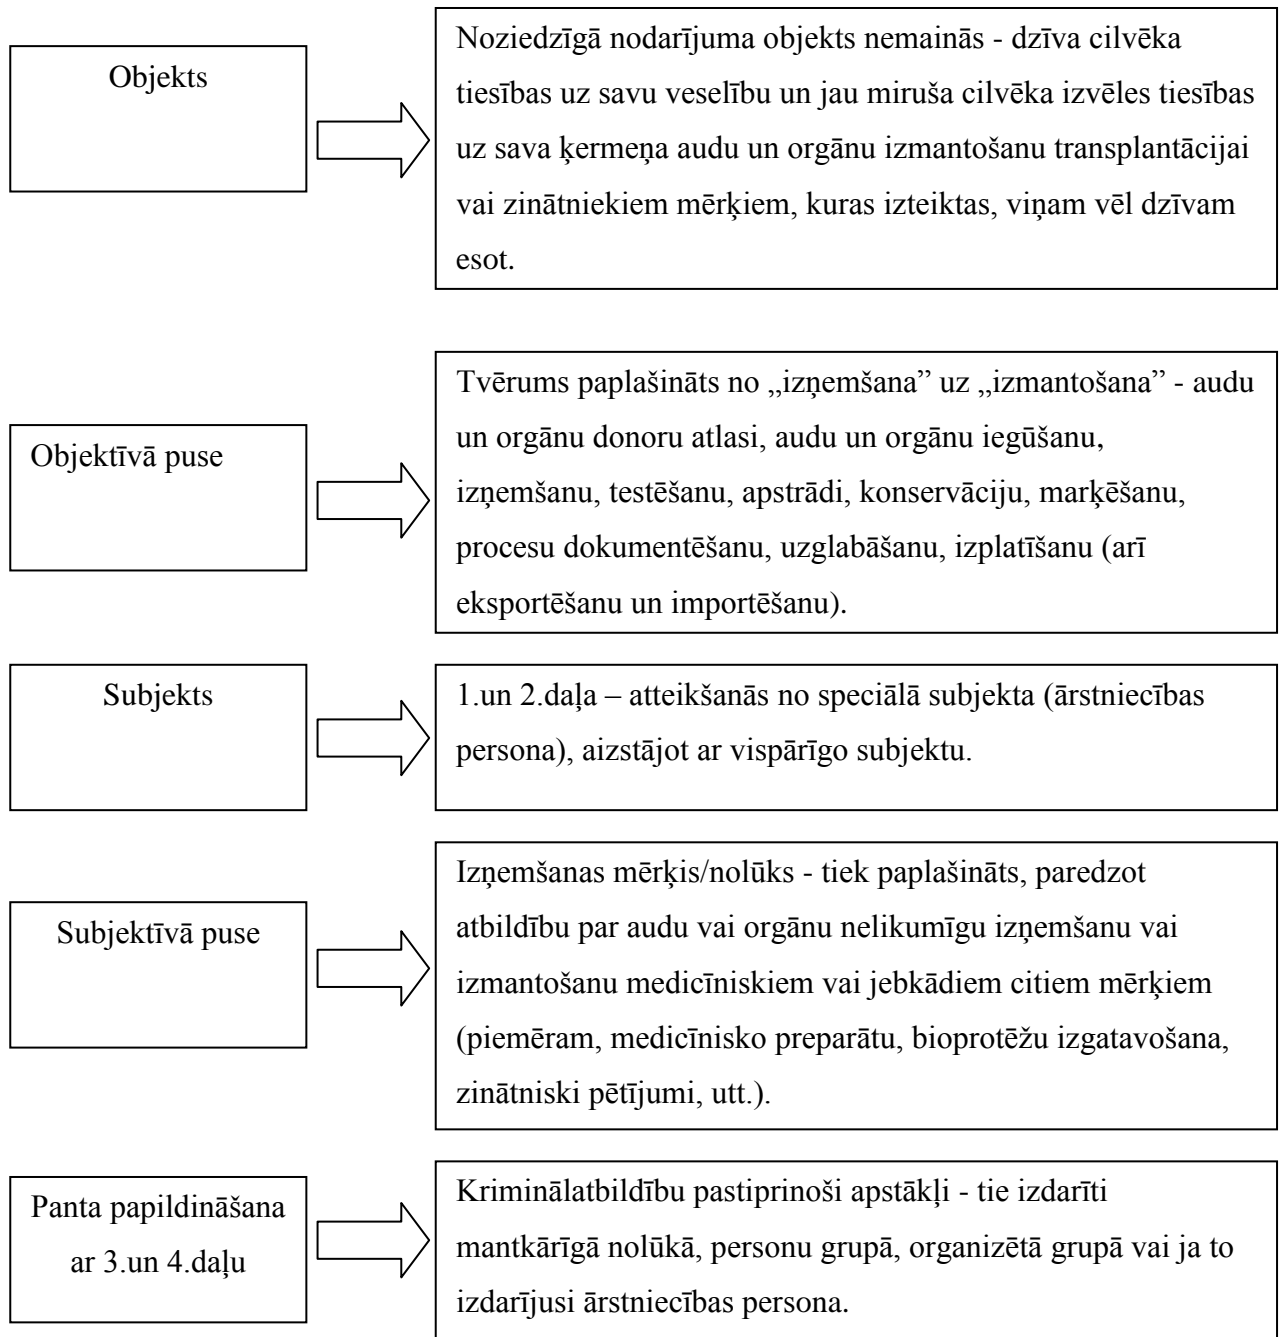 Objekts
Noziedzīgā nodarījuma objekts nemainās - dzīva cilvēka
tiesības uz savu veselību un jau miruša cilvēka izvēles tiesības
uz sava ķermeņa audu un orgānu izmantošanu transplantācijai
vai zinātniekiem mērķiem, kuras izteiktas, viņam vēl dzīvam
esot.
Objektīvā puse
Tvērums paplašināts no „izņemšana” uz „izmantošana” - audu
un orgānu donoru atlasi, audu un orgānu iegūšanu,
izņemšanu, testēšanu, apstrādi, konservāciju, marķēšanu,
procesu dokumentēšanu, uzglabāšanu, izplatīšanu (arī
eksportēšanu un importēšanu).
Subjekts
1.un 2.daļa – atteikšanās no speciālā subjekta (ārstniecības
persona), aizstājot ar vispārīgo subjektu.
Subjektīvā puse
Izņemšanas mērķis/nolūks - tiek paplašināts, paredzot
atbildību par audu vai orgānu nelikumīgu izņemšanu vai
izmantošanu medicīniskiem vai jebkādiem citiem mērķiem
(piemēram, medicīnisko preparātu, bioprotēžu izgatavošana,
zinātniski pētījumi, utt.).
Panta papildināšana
ar 3.un 4.daļu
Kriminālatbildību pastiprinoši apstākļi - tie izdarīti
mantkārīgā nolūkā, personu grupā, organizētā grupā vai ja to
izdarījusi ārstniecības persona.